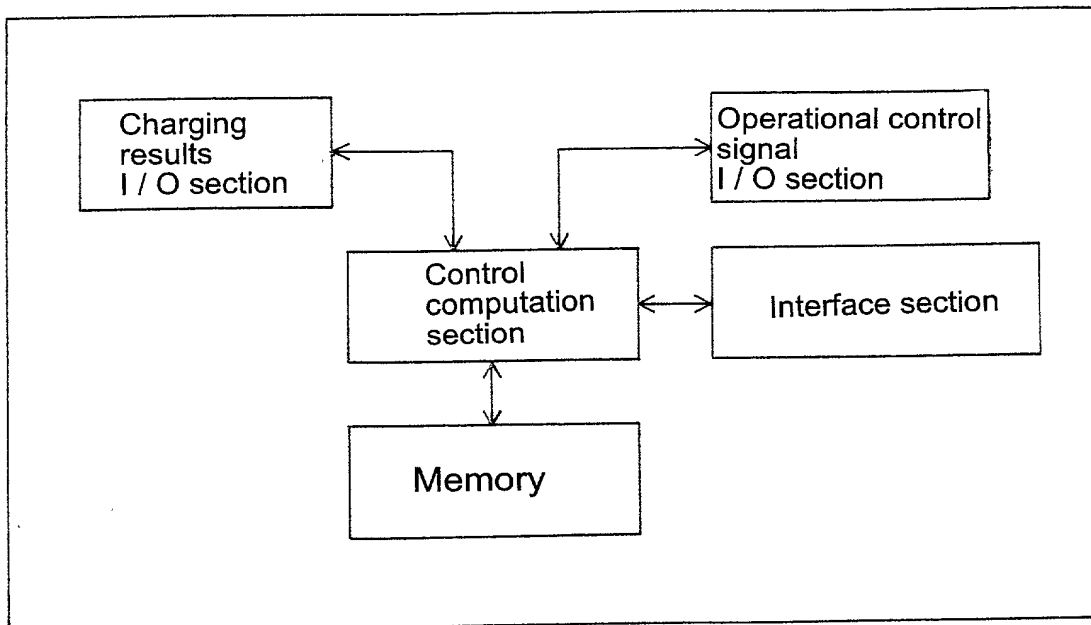 Charging
results
I / O section
Operational control
signal
I / O section
Control
computation
section
Interface section
Memory